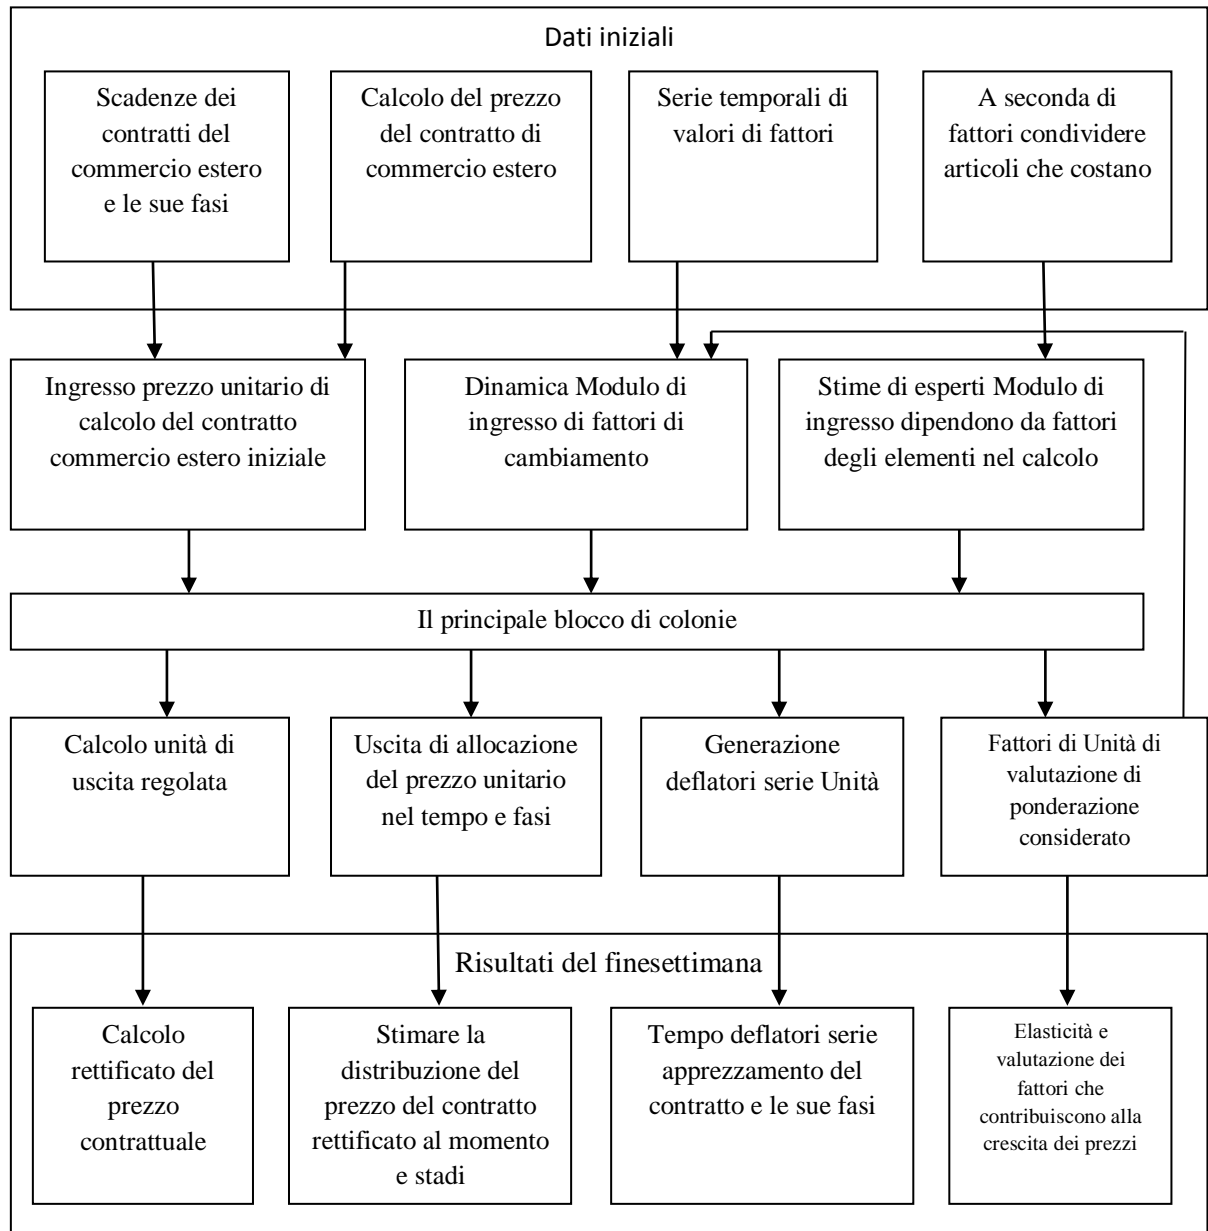 Dati iniziali
Scadenze dei
contratti del
commercio estero
e le sue fasi
Calcolo del prezzo
del contratto di
commercio estero
Serie temporali di
valori di fattori
A seconda di
fattori condividere
articoli che costano
Ingresso prezzo unitario di
calcolo del contratto
commercio estero iniziale
Dinamica Modulo di
ingresso di fattori di
cambiamento
Stime di esperti Modulo di
ingresso dipendono da fattori
degli elementi nel calcolo
Il principale blocco di colonie
Calcolo unità di
uscita regolata
Uscita di allocazione
del prezzo unitario
nel tempo e fasi
Generazione
deflatori serie Unità
Fattori di Unità di
valutazione di
ponderazione
considerato
Risultati del finesettimana
Calcolo
rettificato del
prezzo
contrattuale
Stimare la
distribuzione del
prezzo del contratto
rettificato al momento
e stadi
Tempo deflatori serie
apprezzamento del
contratto e le sue fasi
Elasticità e
valutazione dei
fattori che
contribuiscono alla
crescita dei prezzi